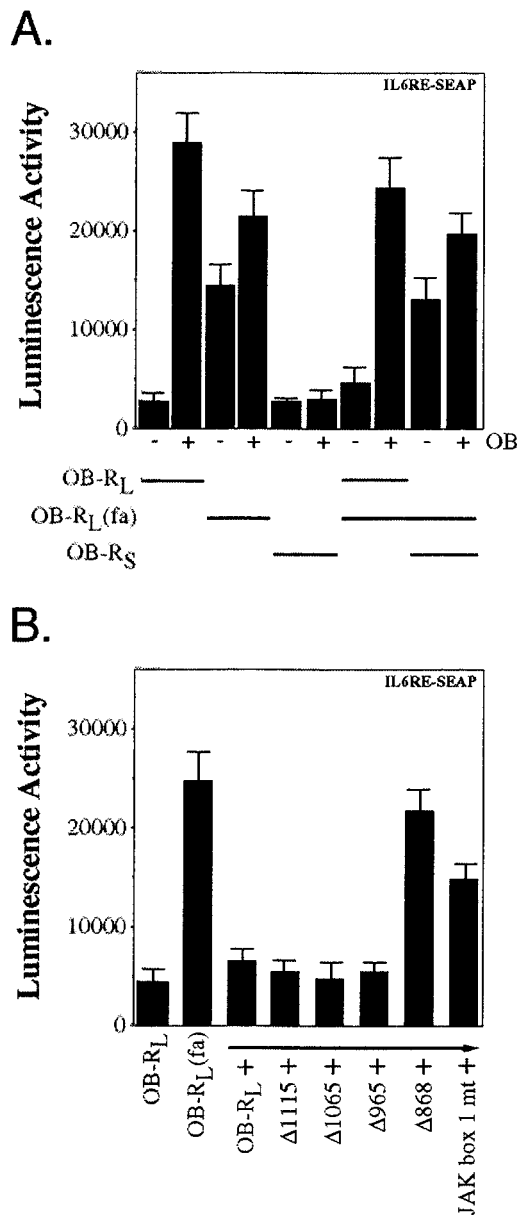 A.
IL6RE-SEAP
Luminescence Activity
30000
20000
10000
0
- + - + - + - + - + OB
OB-RL
OB-RL(fa)
OB-RS
B.
IL6RE-SEAP
Luminescence Activity
30000
20000
10000
0
OB-RL
OB-RL(fa)
OB-RL +
Δ1115 +
Δ1065 +
Δ965 +
Δ868 +
JAK box 1 mt +